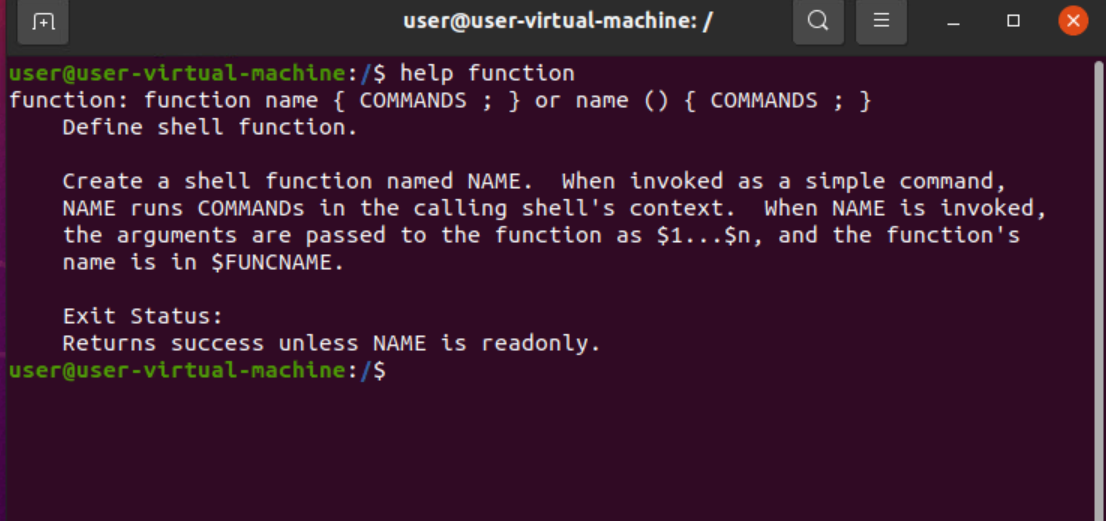 user@user-virtual-machine: /
user@user-virtual-machine:/$ help function
function: function name { COMMANDS ; } or name () { COMMANDS ; }
    Define shell function.

    Create a shell function named NAME.  When invoked as a simple command,
    NAME runs COMMANDs in the calling shell's context.  When NAME is invoked,
    the arguments are passed to the function as $1...$n, and the function's
    name is in $FUNCNAME.

    Exit Status:
    Returns success unless NAME is readonly.
user@user-virtual-machine:/$